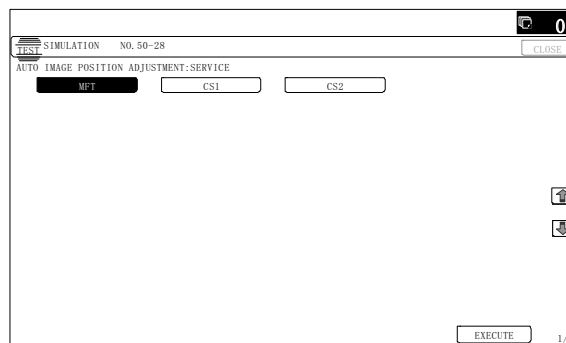 0
TEST SIMULATION NO.50-28 CLOSE
AUTO IMAGE POSITION ADJUSTMENT:SERVICE
MFT CS1 CS2
EXECUTE 1/